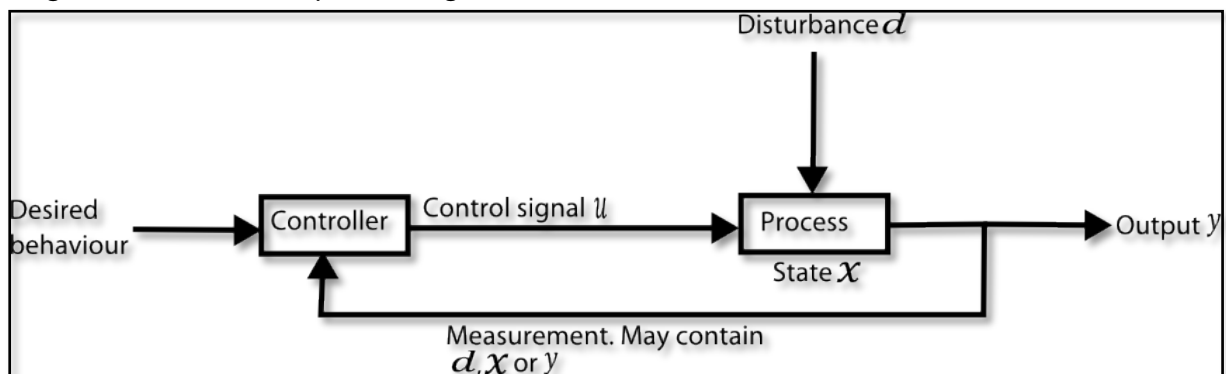 Disturbance d
Desired
behaviour
Controller
Control signal u
Process
State x
Output y
Measurement. May contain
d, x or y